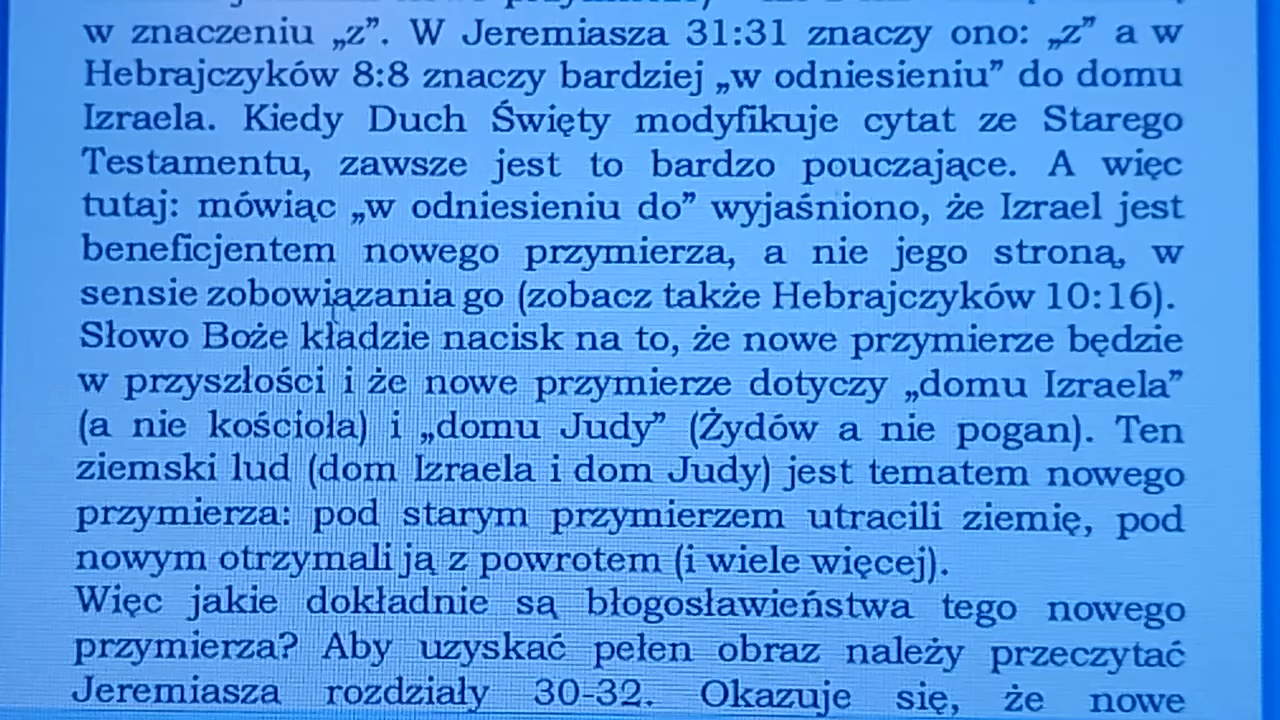 w znaczeniu „z”. W Jeremiasza 31:31 znaczy ono: „z” a w
Hebrajczyków 8:8 znaczy bardziej „w odniesieniu” do domu
Izraela. Kiedy Duch Święty modyfikuje cytat ze Starego
Testamentu, zawsze jest to bardzo pouczające. A więc
tutaj: mówiąc „w odniesieniu do” wyjaśniono, że Izrael jest
beneficjentem nowego przymierza, a nie jego stroną, w
sensie zobowiązania go (zobacz także Hebrajczyków 10:16).
Słowo Boże kładzie nacisk na to, że nowe przymierze będzie
w przyszłości i że nowe przymierze dotyczy „domu Izraela”
(a nie kościoła) i „domu Judy” (Żydów a nie pogan). Ten
ziemski lud (dom Izraela i dom Judy) jest tematem nowego
przymierza: pod starym przymierzem utracili ziemię, pod
nowym otrzymali ją z powrotem (i wiele więcej).
Więc jakie dokładnie są błogosławieństwa tego nowego
przymierza? Aby uzyskać pełen obraz należy przeczytać
Jeremiasza rozdziały 30-32. Okazuje się, że nowe